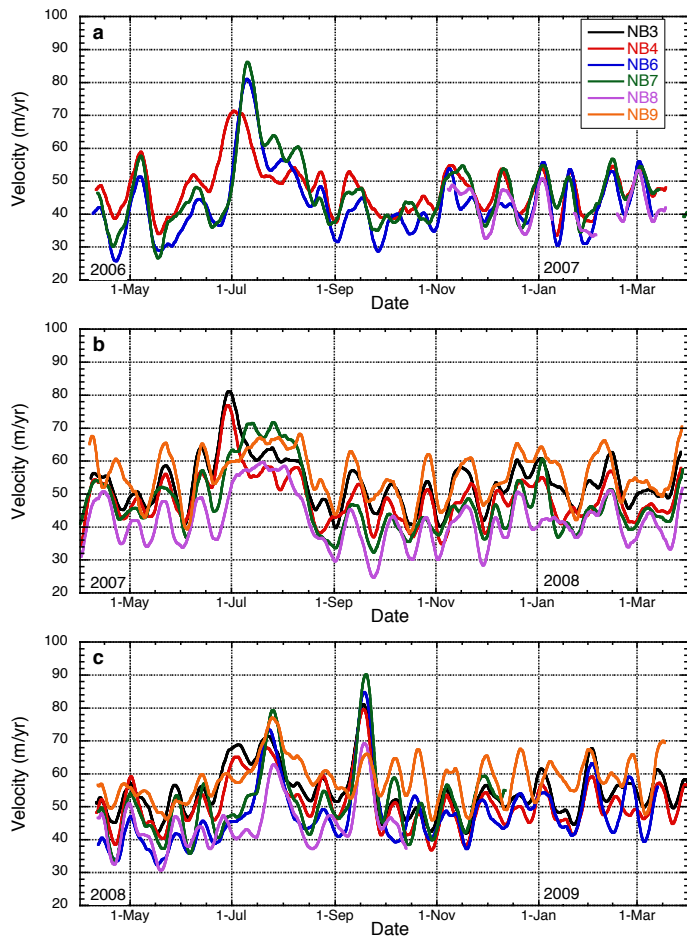 a
100
90
80
70
60
50
40
30
20
Velocity (m/yr)
NB3
NB4
NB6
NB7
NB8
NB9
2006
2007
1-May
1-Jul
1-Sep
1-Nov
1-Jan
1-Mar
Date
b
100
90
80
70
60
50
40
30
20
Velocity (m/yr)
2007
2008
1-May
1-Jul
1-Sep
1-Nov
1-Jan
1-Mar
Date
c
100
90
80
70
60
50
40
30
20
Velocity (m/yr)
2008
2009
1-May
1-Jul
1-Sep
1-Nov
1-Jan
1-Mar
Date